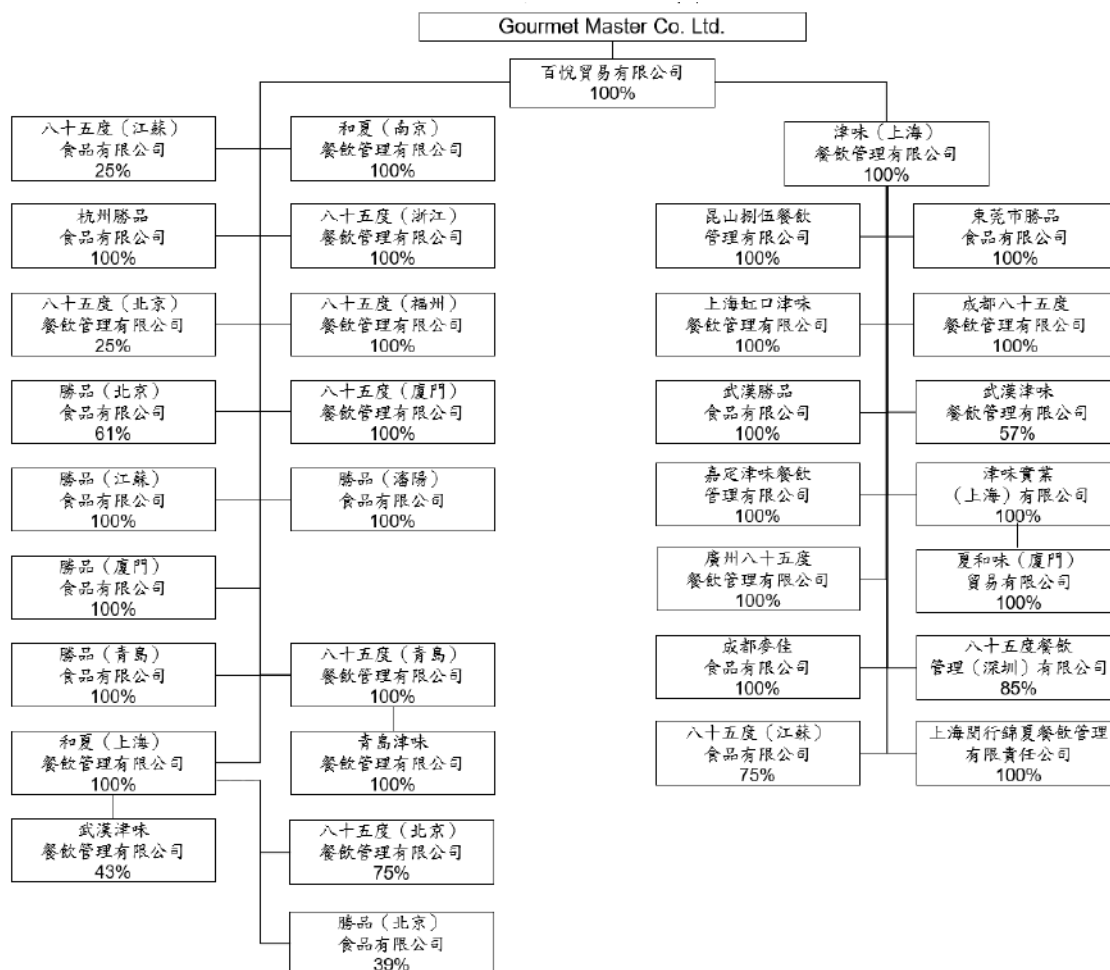 Gourmet Master Co. Ltd.
百悅貿易有限公司
100%
八十五度（江蘇）
食品有限公司
25%
和夏（南京）
餐飲管理有限公司
100%
津味（上海）
餐飲管理有限公司
100%
杭州勝品
食品有限公司
100%
八十五度（浙江）
餐飲管理有限公司
100%
昆山捌伍餐飲
管理有限公司
100%
東莞市勝品
食品有限公司
100%
八十五度（北京）
餐飲管理有限公司
25%
八十五度（福州）
餐飲管理有限公司
100%
上海虹口津味
餐飲管理有限公司
100%
成都八十五度
餐飲管理有限公司
100%
勝品（北京）
食品有限公司
61%
八十五度（廈門）
餐飲管理有限公司
100%
武漢勝品
食品有限公司
100%
武漢津味
餐飲管理有限公司
57%
勝品（江蘇）
食品有限公司
100%
勝品（瀋陽）
食品有限公司
100%
嘉定津味餐飲
管理有限公司
100%
津味實業
（上海）有限公司
100%
勝品（廈門）
食品有限公司
100%
廣州八十五度
餐飲管理有限公司
100%
夏和味（廈門）
貿易有限公司
100%
勝品（青島）
食品有限公司
100%
八十五度（青島）
餐飲管理有限公司
100%
成都麥佳
食品有限公司
100%
八十五度餐飲
管理（深圳）有限公司
85%
和夏（上海）
餐飲管理有限公司
100%
青島津味
餐飲管理有限公司
100%
八十五度（江蘇）
食品有限公司
75%
上海閔行錦夏餐飲管理
有限責任公司
100%
武漢津味
餐飲管理有限公司
43%
八十五度（北京）
餐飲管理有限公司
75%
勝品（北京）
食品有限公司
39%